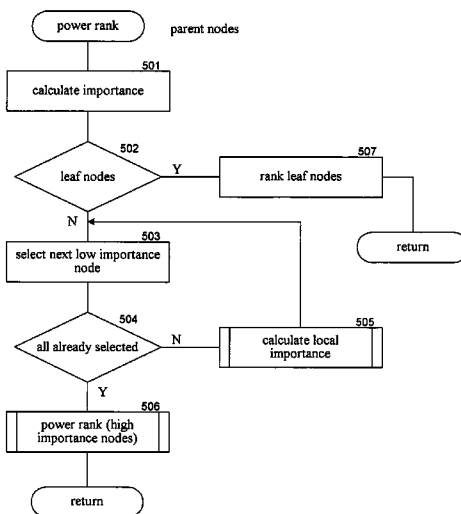 power rank
parent nodes
501
calculate importance
502
leaf nodes
Y
507
rank leaf nodes
N
return
503
select next low importance
node
504
all already selected
N
505
calculate local
importance
Y
506
power rank (high
importance nodes)
return